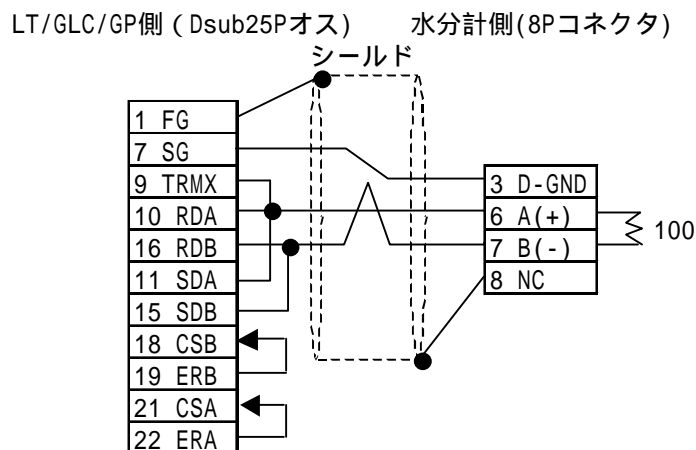 LT/GLC/GP側（Dsub25Pオス) 水分計側(8Pコネクタ)
シールド
1 FG
7 SG
9 TRMX
10 RDA
16 RDB
11 SDA
15 SDB
18 CSB
19 ERB
21 CSA
22 ERA
3 D-GND
6 A(+)
7 B(-)
8 NC
100